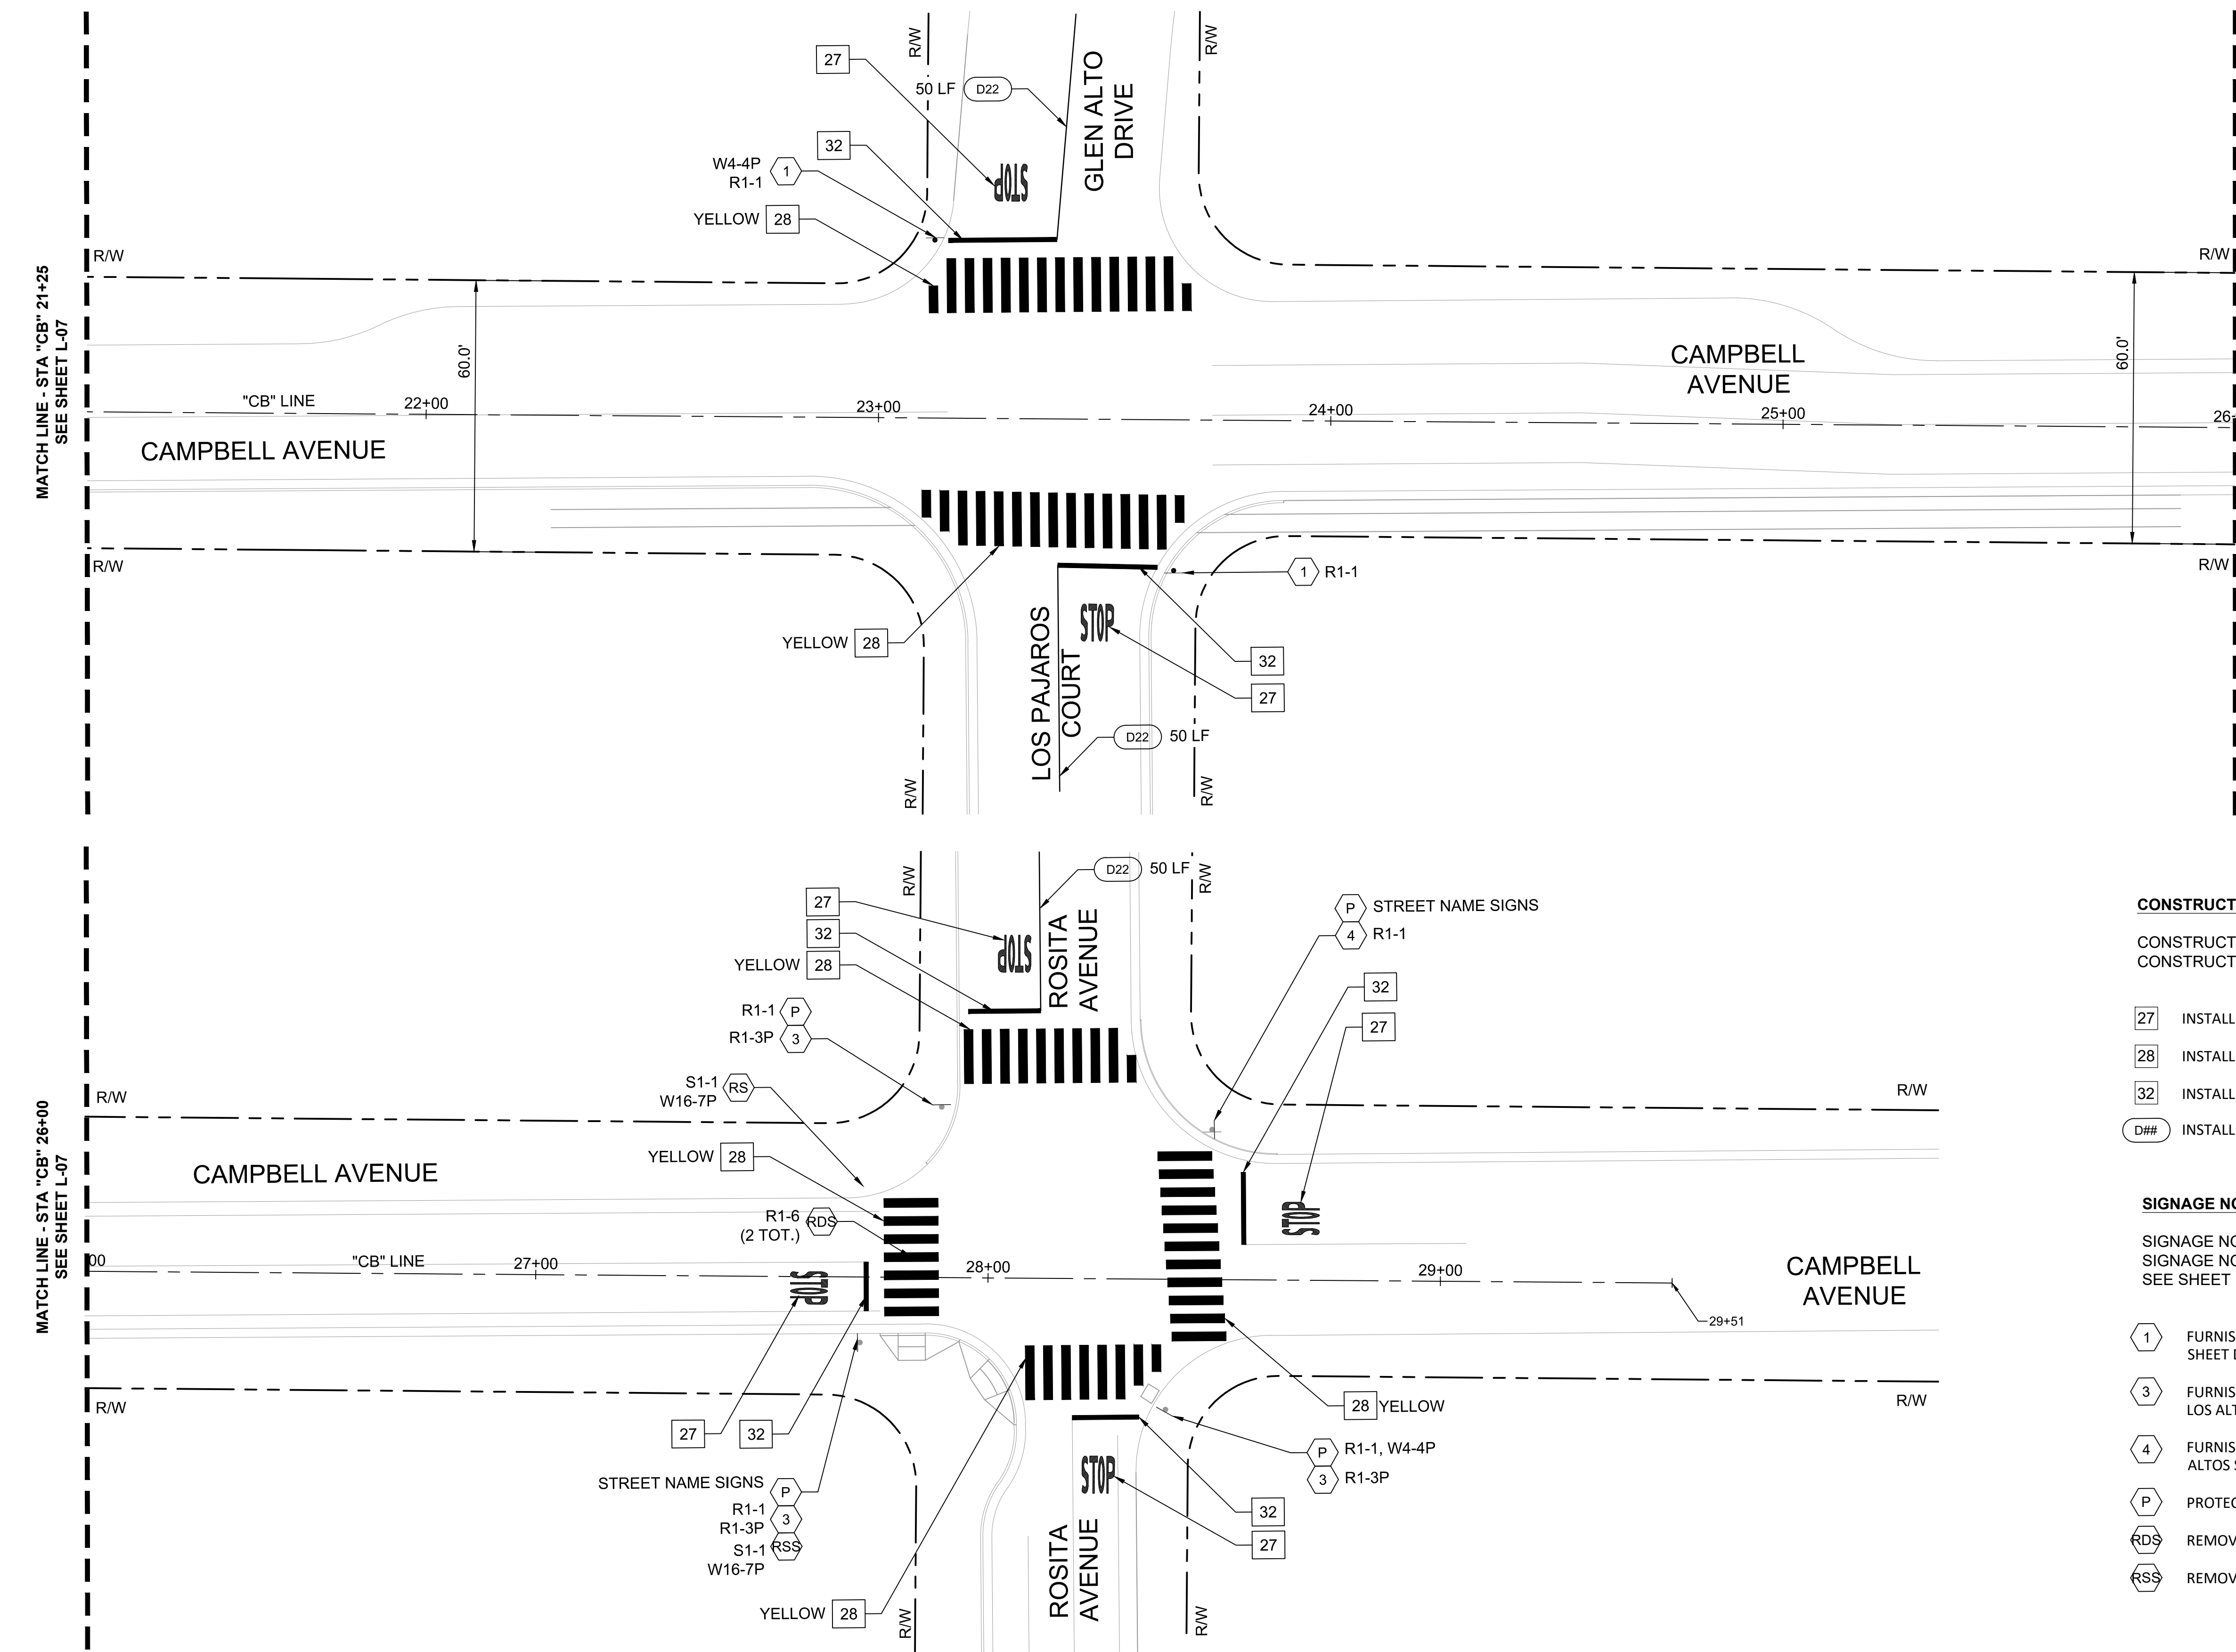 R/W
R/W
27
50 LF
D22
GLEN ALTO
DRIVE
32
W4-4P
R1-1
1
STOP
YELLOW
28
R/W
R/W
MATCH LINE - STA "CB" 21+25
SEE SHEET L-07
60.0'
CAMPBELL
AVENUE
60.0'
"CB" LINE
22+00
23+00
24+00
25+00
26+
CAMPBELL AVENUE
R/W
R/W
1
R1-1
STOP
YELLOW
28
32
27
LOS PAJAROS
COURT
D22
50 LF
R/W
R/W
R/W
D22
50 LF
R/W
27
32
YELLOW
28
STOP
ROSITA
AVENUE
P
STREET NAME SIGNS
4
R1-1
32
27
R1-1
P
R1-3P
3
S1-1
W16-7P
RS
R/W
R/W
YELLOW
28
MATCH LINE - STA "CB" 26+00
SEE SHEET L-07
CAMPBELL AVENUE
R1-6
(2 TOT.)
RDS
STOP
00
"CB" LINE
27+00
28+00
29+00
STOP
CAMPBELL
AVENUE
29+51
R/W
R/W
28
YELLOW
27
32
P
R1-1, W4-4P
3
R1-3P
STREET NAME SIGNS
P
R1-1
R1-3P
3
S1-1
W16-7P
RSS
STOP
32
27
YELLOW
28
ROSITA
AVENUE
R/W
R/W
CONSTRUCT
CONSTRUCT
CONSTRUCT
27 INSTALL
28 INSTALL
32 INSTALL
D## INSTALL
SIGNAGE NO
SIGNAGE NO
SIGNAGE NO
SEE SHEET
1 FURNIS
SHEET D
3 FURNIS
LOS ALT
4 FURNIS
ALTOS S
P PROTEC
RDS REMOV
RSS REMOV